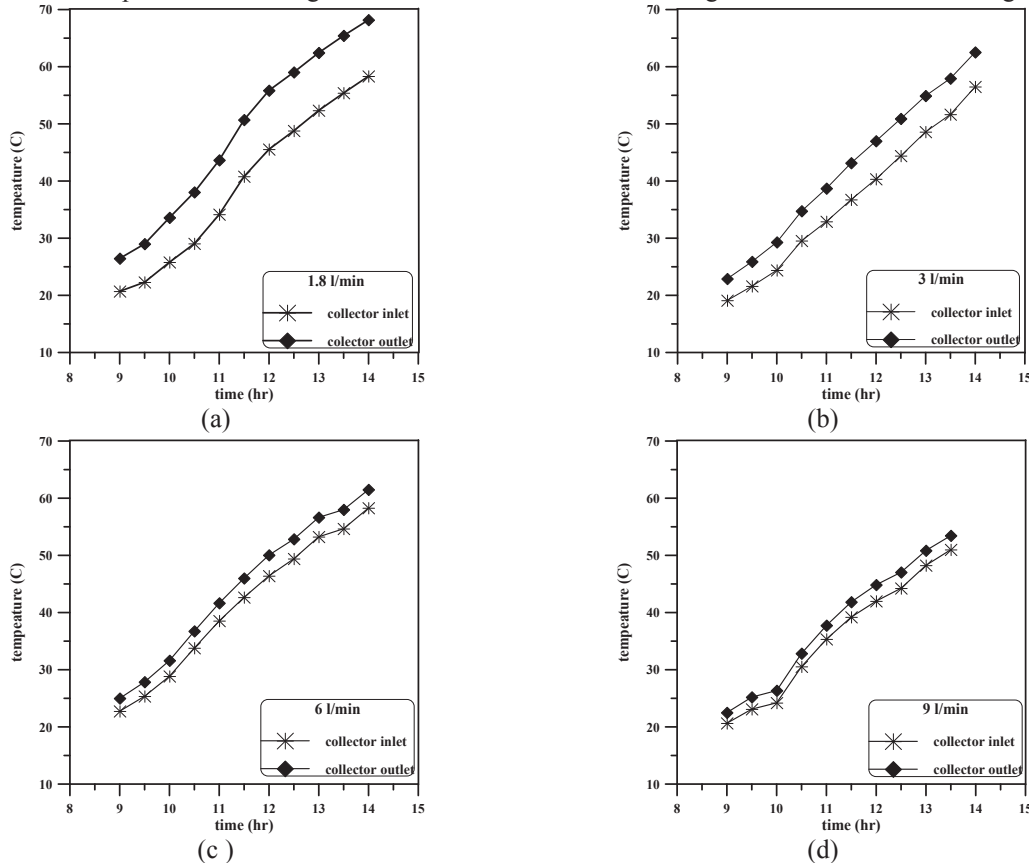 70
60
50
40
30
20
10
tempeature (C)
1.8 l/min
collector inlet
colector outlet
8 9 10 11 12 13 14 15
time (hr)
(a)
70
60
50
40
30
20
10
tempeature (C)
3 l/min
collector inlet
collector outlet
8 9 10 11 12 13 14 15
time (hr)
(b)
70
60
50
40
30
20
10
tempeature (C)
6 l/min
collector inlet
collector outlet
8 9 10 11 12 13 14 15
time (hr)
(c )
70
60
50
40
30
20
10
tempeature (C)
9 l/min
collector inlet
collector outlet
8 9 10 11 12 13 14 15
time (hr)
(d)